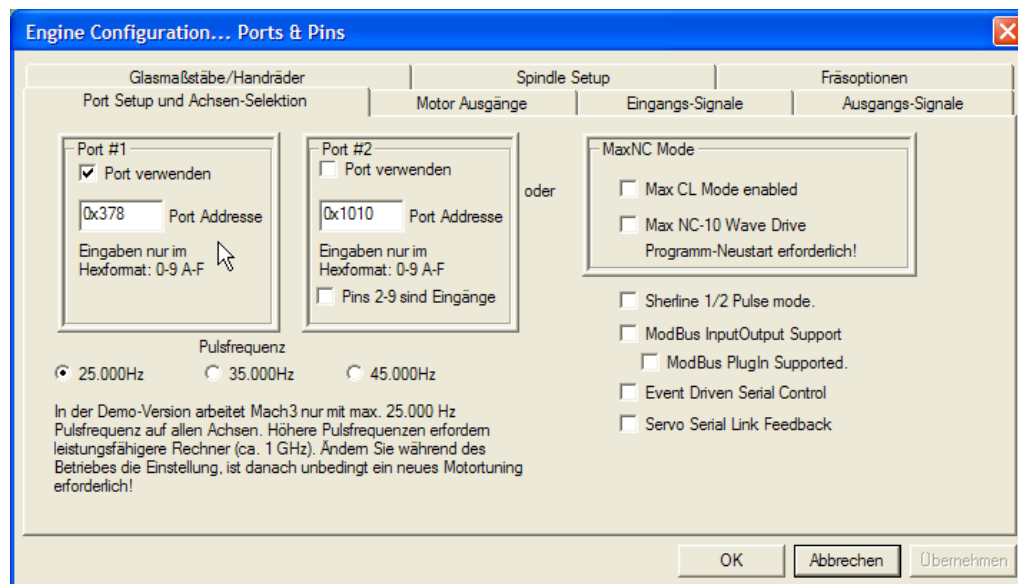 Engine Configuration... Ports & Pins
Glasmaßstäbe/Handräder
Spindle Setup
Fräsoptionen
Port Setup und Achsen-Selektion
Motor Ausgänge
Eingangs-Signale
Ausgangs-Signale
Port #1
Port verwenden
0x378 Port Addresse
Eingaben nur im
Hexformat: 0-9 A-F
Port #2
Port verwenden
0x1010 Port Addresse
Eingaben nur im
Hexformat: 0-9 A-F
Pins 2-9 sind Eingänge
oder
MaxNC Mode
Max CL Mode enabled
Max NC-10 Wave Drive
Programm-Neustart erforderlich!
Sherline 1/2 Pulse mode.
ModBus InputOutput Support
ModBus PlugIn Supported.
Event Driven Serial Control
Servo Serial Link Feedback
Pulsfrequenz
25.000Hz 35.000Hz 45.000Hz
In der Demo-Version arbeitet Mach3 nur mit max. 25.000 Hz
Pulsfrequenz auf allen Achsen. Höhere Pulsfrequenzen erfordern
leistungsfähigere Rechner (ca. 1 GHz). Ändern Sie während des
Betriebes die Einstellung, ist danach unbedingt ein neues Motortuning
erforderlich!
OK Abbrechen Übernehmen